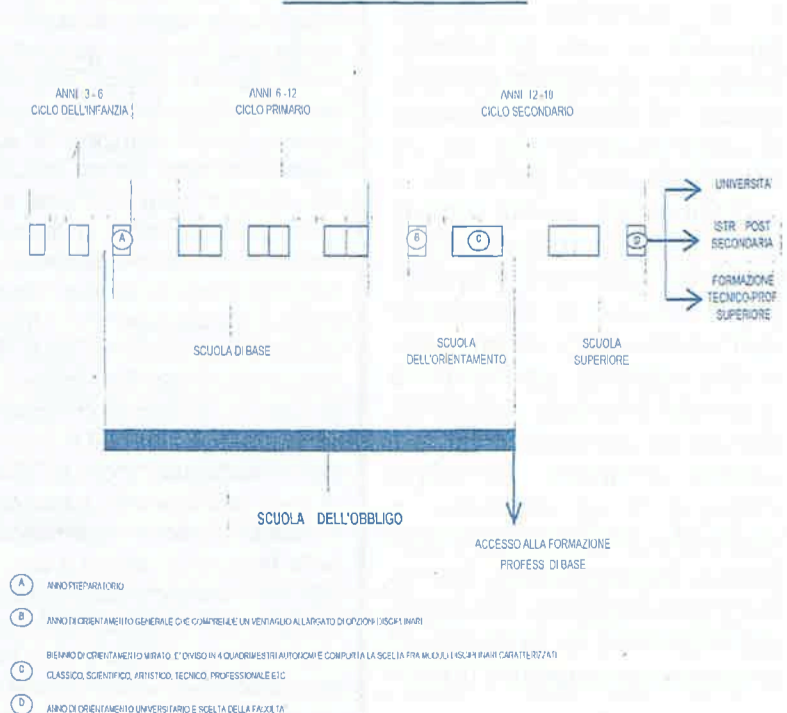 ANNI 3-6
CICLO DELL'INFANZIA
ANNI 6-12
CICLO PRIMARIO
ANNI 12-18
CICLO SECONDARIO
A
B
C
D
UNIVERSITA'
ISTR POST
SECONDARIA
FORMAZIONE
TECNICO-PROF
SUPERIORE
SCUOLA DI BASE
SCUOLA
DELL'ORIENTAMENTO
SCUOLA
SUPERIORE
SCUOLA DELL'OBBLIGO
ACCESSO ALLA FORMAZIONE
PROFESS DI BASE
A ANNO PREPARATORIO
B ANNO DI ORIENTAMENTO GENERALE CHE COMPRENDE UN VENTAGLIO ALLARGATO DI OPZIONI DISCIPLINARI
BIENNIO DI ORIENTAMENTO MIRATO. E' DIVISO IN 4 QUADRIMESTRI AUTONOMI E COMPORTA LA SCELTA FRA MODULI DISCIPLINARI CARATTERIZZATI
C CLASSICO, SCIENTIFICO, ARTISTICO, TECNICO, PROFESSIONALE ETC
D ANNO DI ORIENTAMENTO UNIVERSITARIO E SCELTA DELLA FACOLTA'